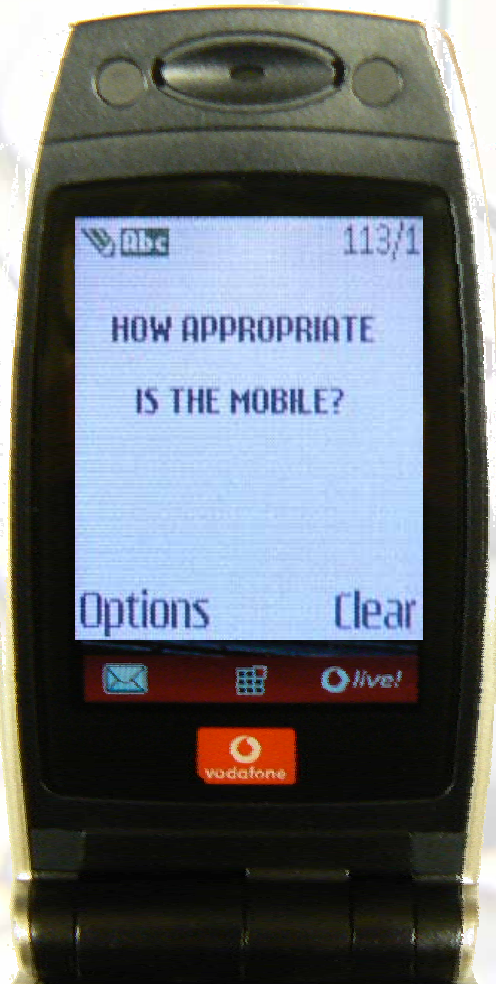 Abc 113/1
HOW APPROPRIATE
IS THE MOBILE?
Options Clear
live!
vodafone